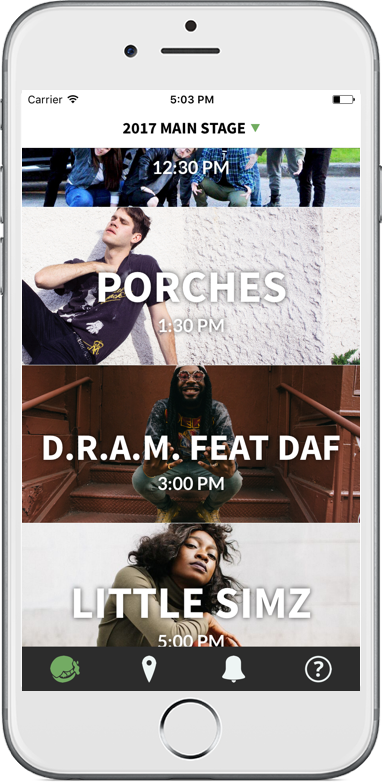 Carrier 5:03 PM
2017 MAIN STAGE ▼
12:30 PM
PORCHES
1:30 PM
D.R.A.M. FEAT DAF
3:00 PM
LITTLE SIMZ
5:00 PM
?